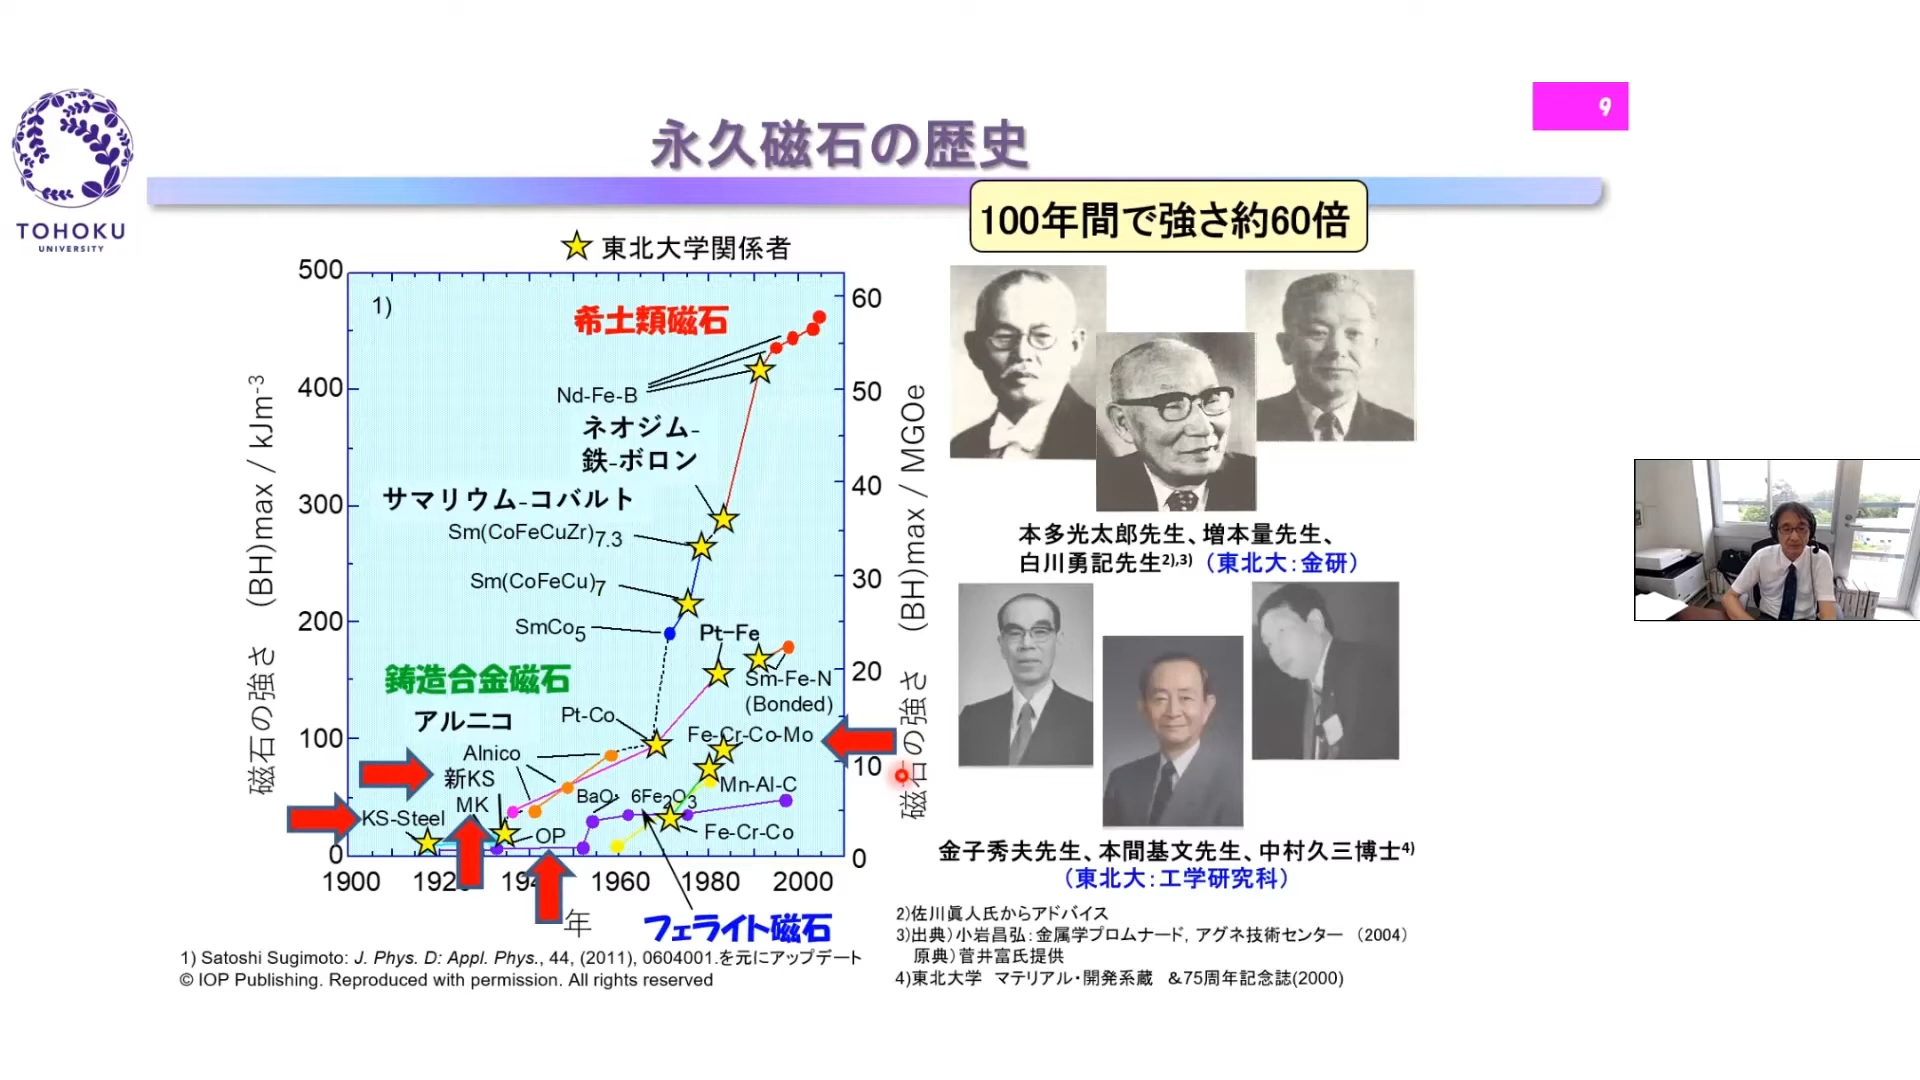 9
永久磁石の歴史
TOHOKU
UNIVERSITY
100年間で強さ約60倍
東北大学関係者
1)
500
400
300
200
100
0
磁石の強さ (BH)max / kJm-3
希土類磁石
Nd-Fe-B
ネオジム-
鉄-ボロン
サマリウム-コバルト
Sm(CoFeCuZr)7.3
Sm(CoFeCu)7
SmCo5
Pt-Fe
鋳造合金磁石
アルニコ
Pt-Co
Sm-Fe-N
(Bonded)
Fe-Cr-Co-Mo
Alnico
新KS
MK
KS-Steel
OP
BaO・6Fe2O3
Mn-Al-C
Fe-Cr-Co
60
50
40
30
20
10
0
磁石の強さ (BH)max / MGOe
1900
1960
1980
2000
年
フェライト磁石
1) Satoshi Sugimoto: J. Phys. D: Appl. Phys., 44, (2011), 0604001.を元にアップデート
© IOP Publishing. Reproduced with permission. All rights reserved
本多光太郎先生、増本量先生、
白川勇記先生2),3)（東北大：金研）
金子秀夫先生、本間基文先生、中村久三博士4)
（東北大：工学研究科）
2)佐川眞人氏からアドバイス
3)出典）小岩昌弘：金属学プロムナード, アグネ技術センター （2004）
原典）菅井富氏提供
4)東北大学 マテリアル・開発系蔵 &75周年記念誌(2000)